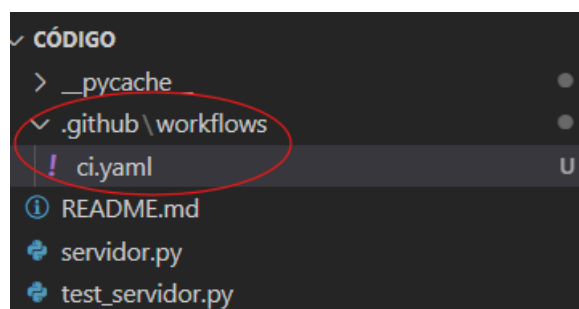 CÓDIGO
__pycache__
.github\workflows
! ci.yaml U
README.md
servidor.py
test_servidor.py